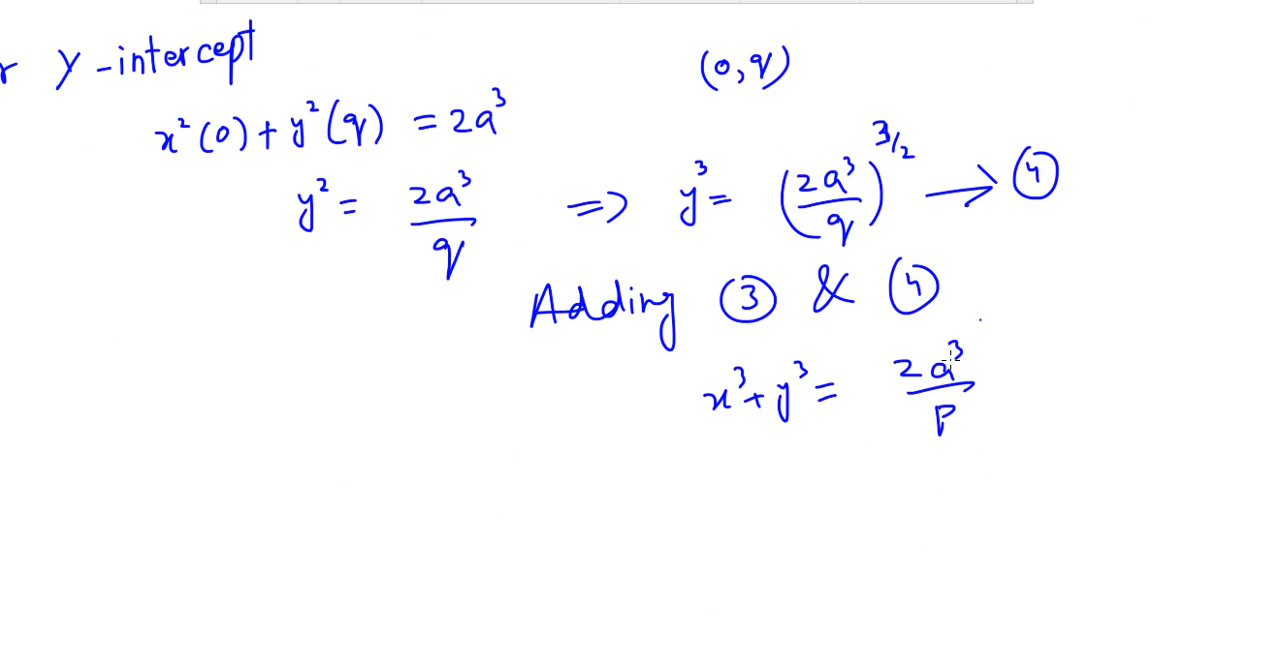 r y-intercept (0, q)
x²(0) + y²(q) = 2a³
y² = 2a³/q ⇒ y³ = (2a³/q)^3/2 → ④
Adding ③ & ④
x³ + y³ = 2a³/p